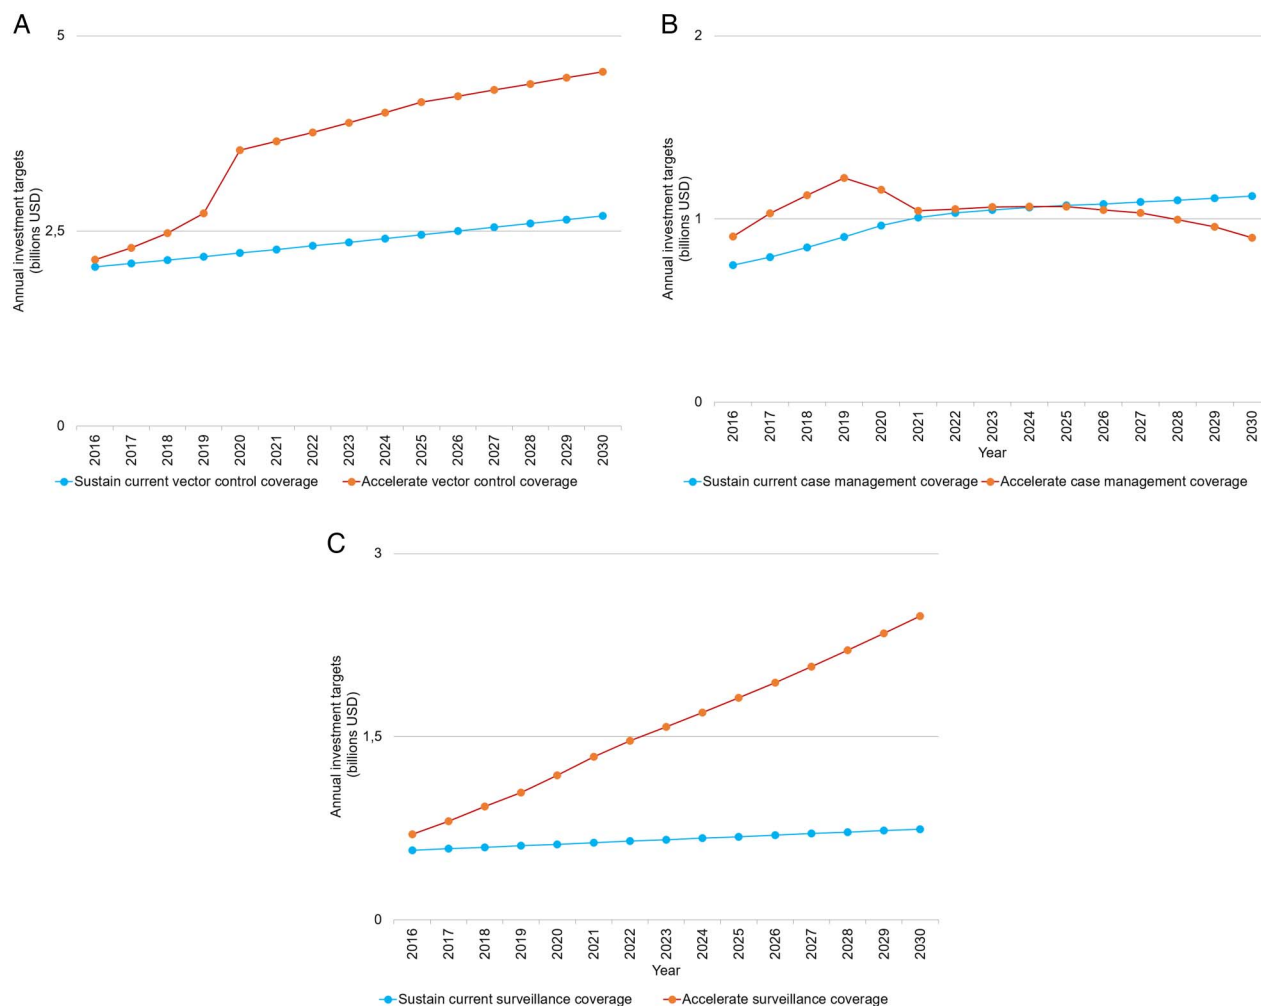 A
5
2,5
0
Annual investment targets
(billions USD)
2016 2017 2018 2019 2020 2021 2022 2023 2024 2025 2026 2027 2028 2029 2030
Sustain current vector control coverage Accelerate vector control coverage
B
2
1
0
Annual investment targets
(billions USD)
2016 2017 2018 2019 2020 2021 2022 2023 2024 2025 2026 2027 2028 2029 2030
Year
Sustain current case management coverage Accelerate case management coverage
C
3
1,5
0
Annual investment targets
(billions USD)
2016 2017 2018 2019 2020 2021 2022 2023 2024 2025 2026 2027 2028 2029 2030
Year
Sustain current surveillance coverage Accelerate surveillance coverage